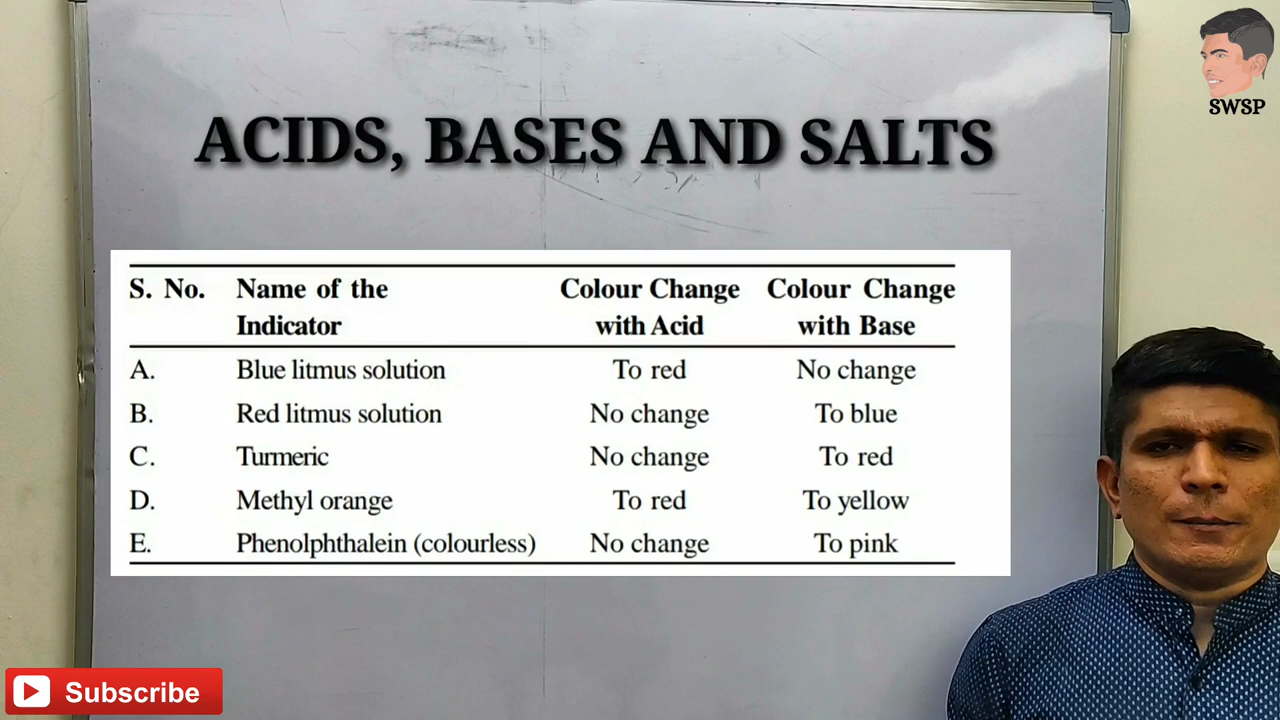 SWSP
ACIDS, BASES AND SALTS
S. No. Name of the Indicator Colour Change with Acid Colour Change with Base
A. Blue litmus solution To red No change
B. Red litmus solution No change To blue
C. Turmeric No change To red
D. Methyl orange To red To yellow
E. Phenolphthalein (colourless) No change To pink
Subscribe